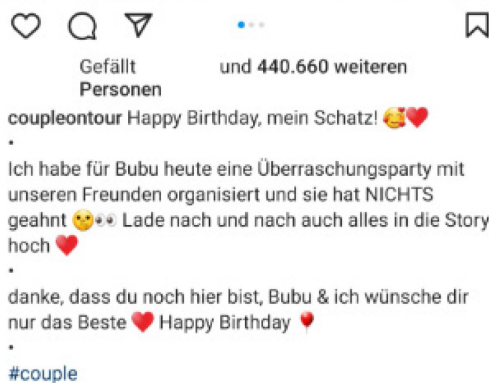 Gefällt und 440.660 weiteren
Personen
coupleontour Happy Birthday, mein Schatz! 🥰❤️
•
Ich habe für Bubu heute eine Überraschungsparty mit
unseren Freunden organisiert und sie hat NICHTS
geahnt 🤫👀 Lade nach und nach auch alles in die Story
hoch ❤️
•
danke, dass du noch hier bist, Bubu & ich wünsche dir
nur das Beste ❤️ Happy Birthday 🎈
•
#couple